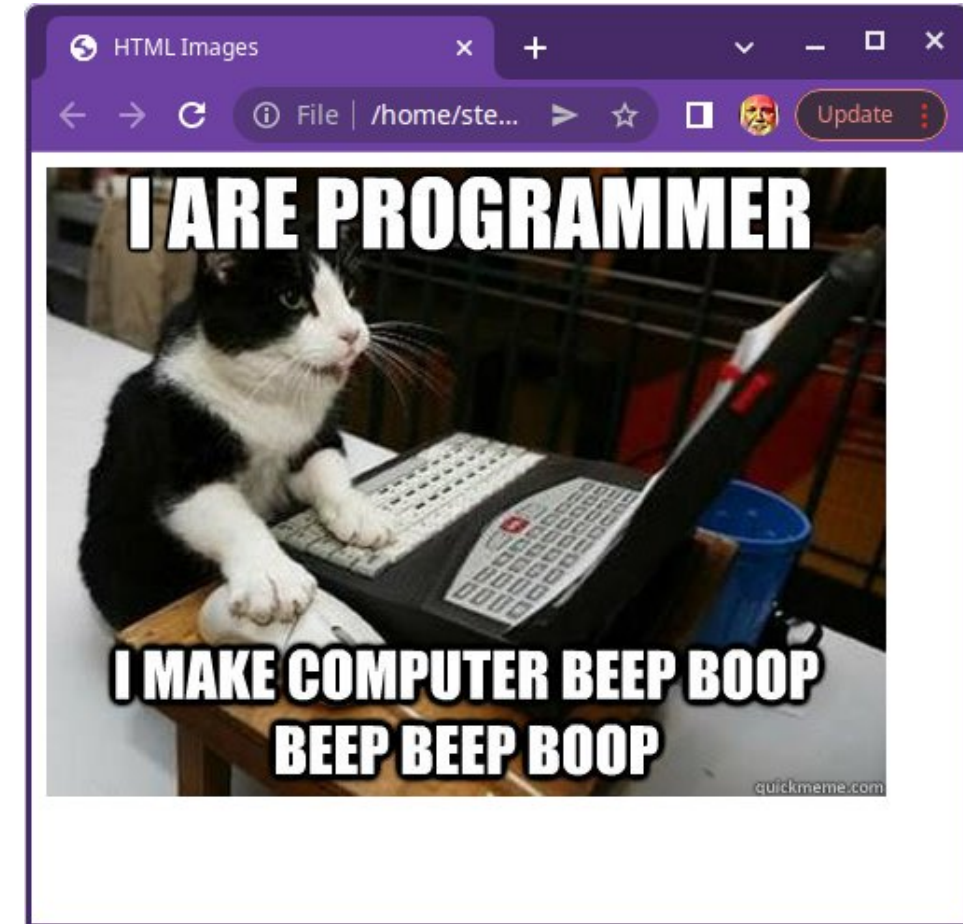 HTML Images
File
/home/ste...
Update
I ARE PROGRAMMER
I MAKE COMPUTER BEEP BOOP
BEEP BEEP BOOP
quickmeme.com